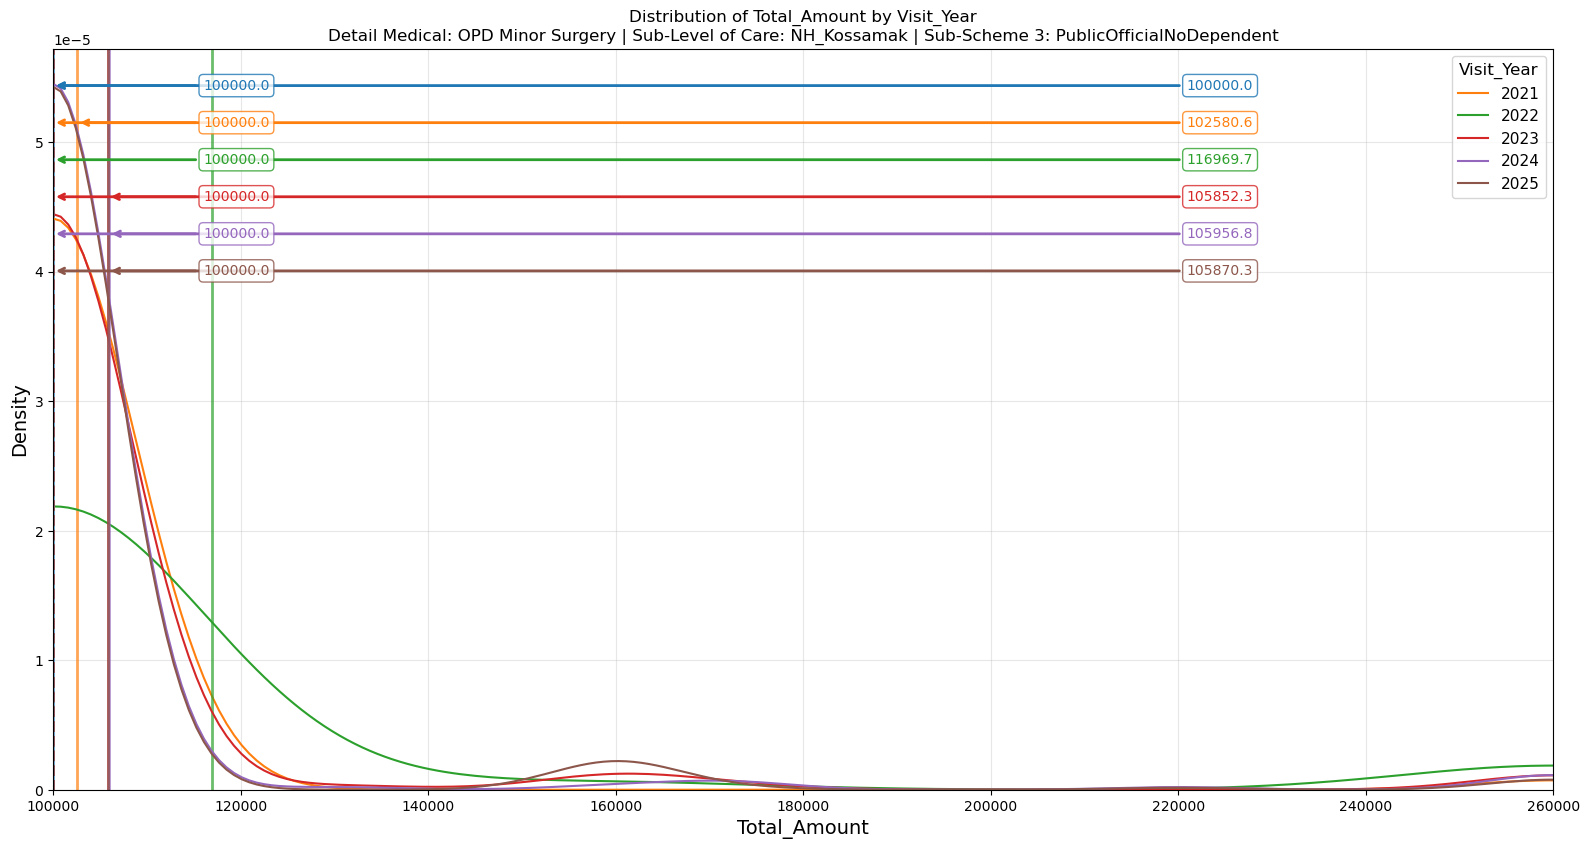 Distribution of Total_Amount by Visit_Year
Detail Medical: OPD Minor Surgery | Sub-Level of Care: NH_Kossamak | Sub-Scheme 3: PublicOfficialNoDependent
1e−5
Visit_Year
2021
2022
2023
2024
2025
100000.0 100000.0
100000.0 102580.6
100000.0 116969.7
100000.0 105852.3
100000.0 105956.8
100000.0 105870.3
Density
5
4
3
2
1
0
100000 120000 140000 160000 180000 200000 220000 240000 260000
Total_Amount